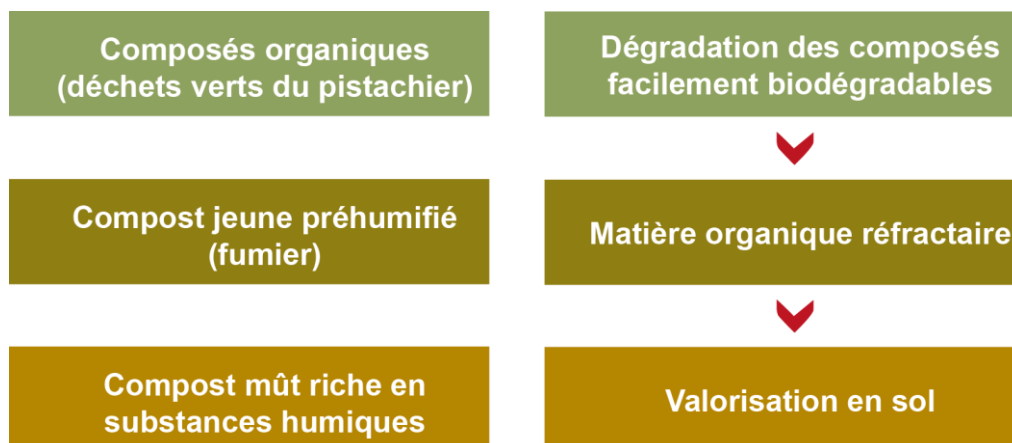 Composés organiques
(déchets verts du pistachier)
Dégradation des composés
facilement biodégradables
Compost jeune préhumifié
(fumier)
Matière organique réfractaire
Compost mût riche en
substances humiques
Valorisation en sol